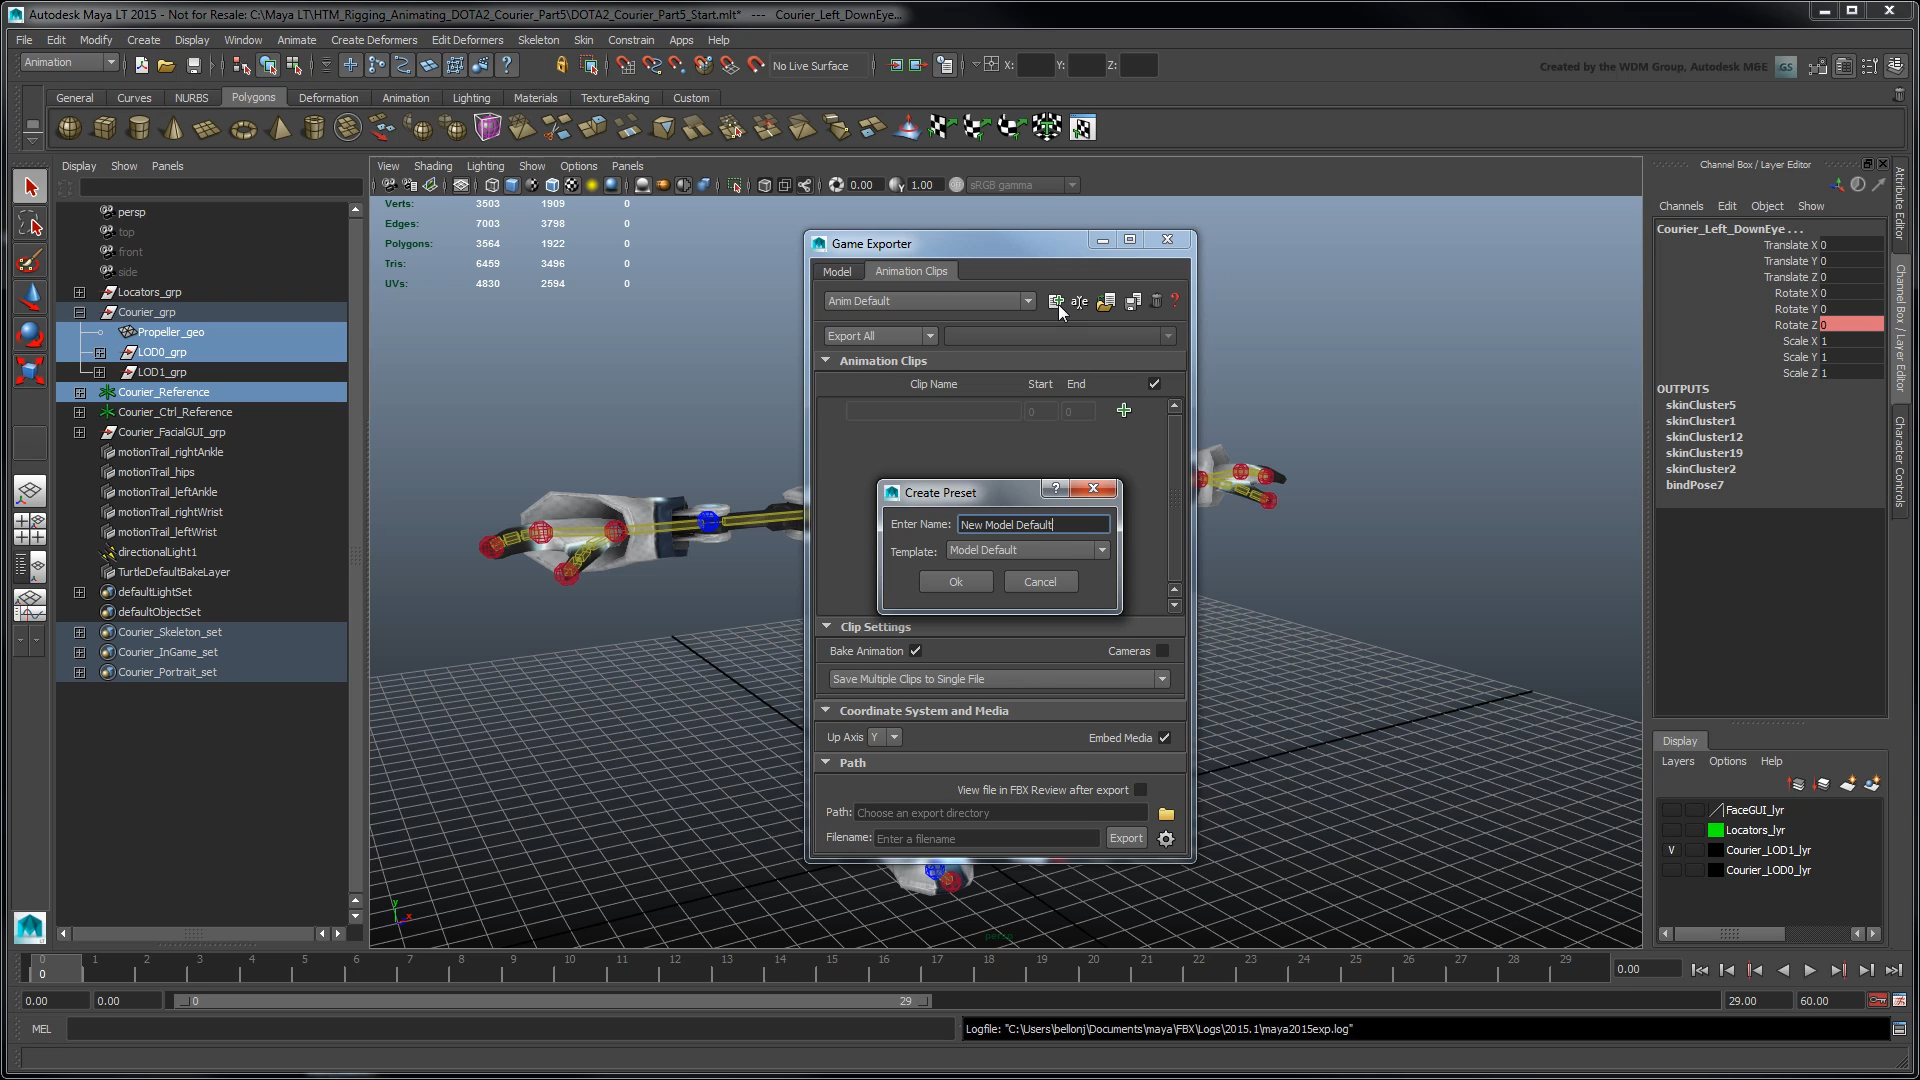 Autodesk Maya LT 2015 - Not for Resale: C:\Maya LT\HTM_Rigging_Animating_DOTA2_Courier_Part5\DOTA2_Courier_Part5_Start.mlt* --- Courier_Left_DownEye...
File Edit Modify Create Display Window Animate Create Deformers Edit Deformers Skeleton Skin Constrain Apps Help
Animation
No Live Surface
X: Y: Z:
Created by the WDM Group, Autodesk M&E
GS
General Curves NURBS Polygons Deformation Animation Lighting Materials TextureBaking Custom
Display Show Panels
persp
top
front
side
Locators_grp
Courier_grp
Propeller_geo
LOD0_grp
LOD1_grp
Courier_Reference
Courier_Ctrl_Reference
Courier_FacialGUI_grp
motionTrail_rightAnkle
motionTrail_hips
motionTrail_leftAnkle
motionTrail_rightWrist
motionTrail_leftWrist
directionalLight1
TurtleDefaultBakeLayer
defaultLightSet
defaultObjectSet
Courier_Skeleton_set
Courier_InGame_set
Courier_Portrait_set
View Shading Lighting Show Options Panels
0.00 1.00 sRGB gamma
Verts: 3503 1909 0
Edges: 7003 3798 0
Polygons: 3564 1922 0
Tris: 6459 3496 0
UVs: 4830 2594 0
y x
persp
Game Exporter
Model Animation Clips
Anim Default
Export All
Animation Clips
Clip Name Start End
0 0
Create Preset
Enter Name: New Model Default
Template: Model Default
Ok Cancel
Clip Settings
Bake Animation Cameras
Save Multiple Clips to Single File
Coordinate System and Media
Up Axis Y Embed Media
Path
View file in FBX Review after export
Path: Choose an export directory
Filename: Enter a filename Export
Channel Box / Layer Editor
Channels Edit Object Show
Courier_Left_DownEye . . .
Translate X 0
Translate Y 0
Translate Z 0
Rotate X 0
Rotate Y 0
Rotate Z 0
Scale X 1
Scale Y 1
Scale Z 1
OUTPUTS
skinCluster5
skinCluster1
skinCluster12
skinCluster19
skinCluster2
bindPose7
Attribute Editor
Channel Box / Layer Editor
Character Controls
Display
Layers Options Help
FaceGUI_lyr
Locators_lyr
V Courier_LOD1_lyr
Courier_LOD0_lyr
0 1 2 3 4 5 6 7 8 9 10 11 12 13 14 15 16 17 18 19 20 21 22 23 24 25 26 27 28 29
0
0.00
0.00 0.00 0 29 29.00 60.00
MEL
Logfile: "C:\Users\bellonj\Documents\maya\FBX\Logs\2015.1\maya2015exp.log"